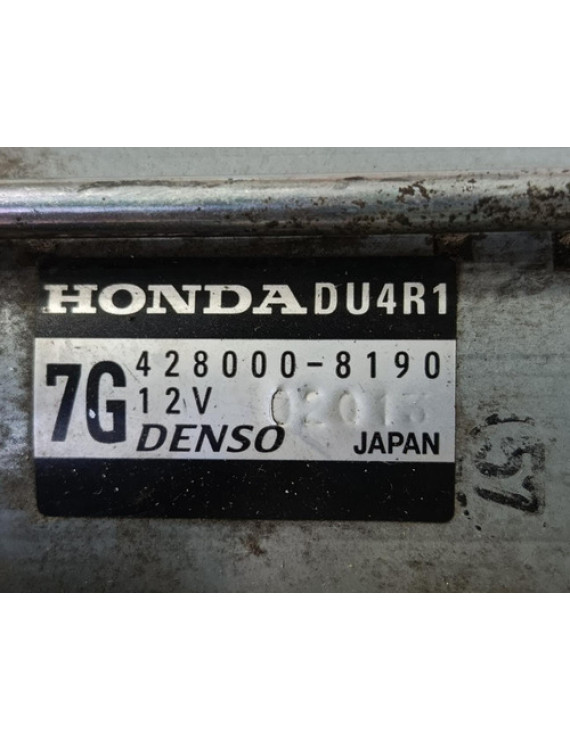 HONDA DU4R1
7G 428000-8190
12V 02013
DENSO JAPAN